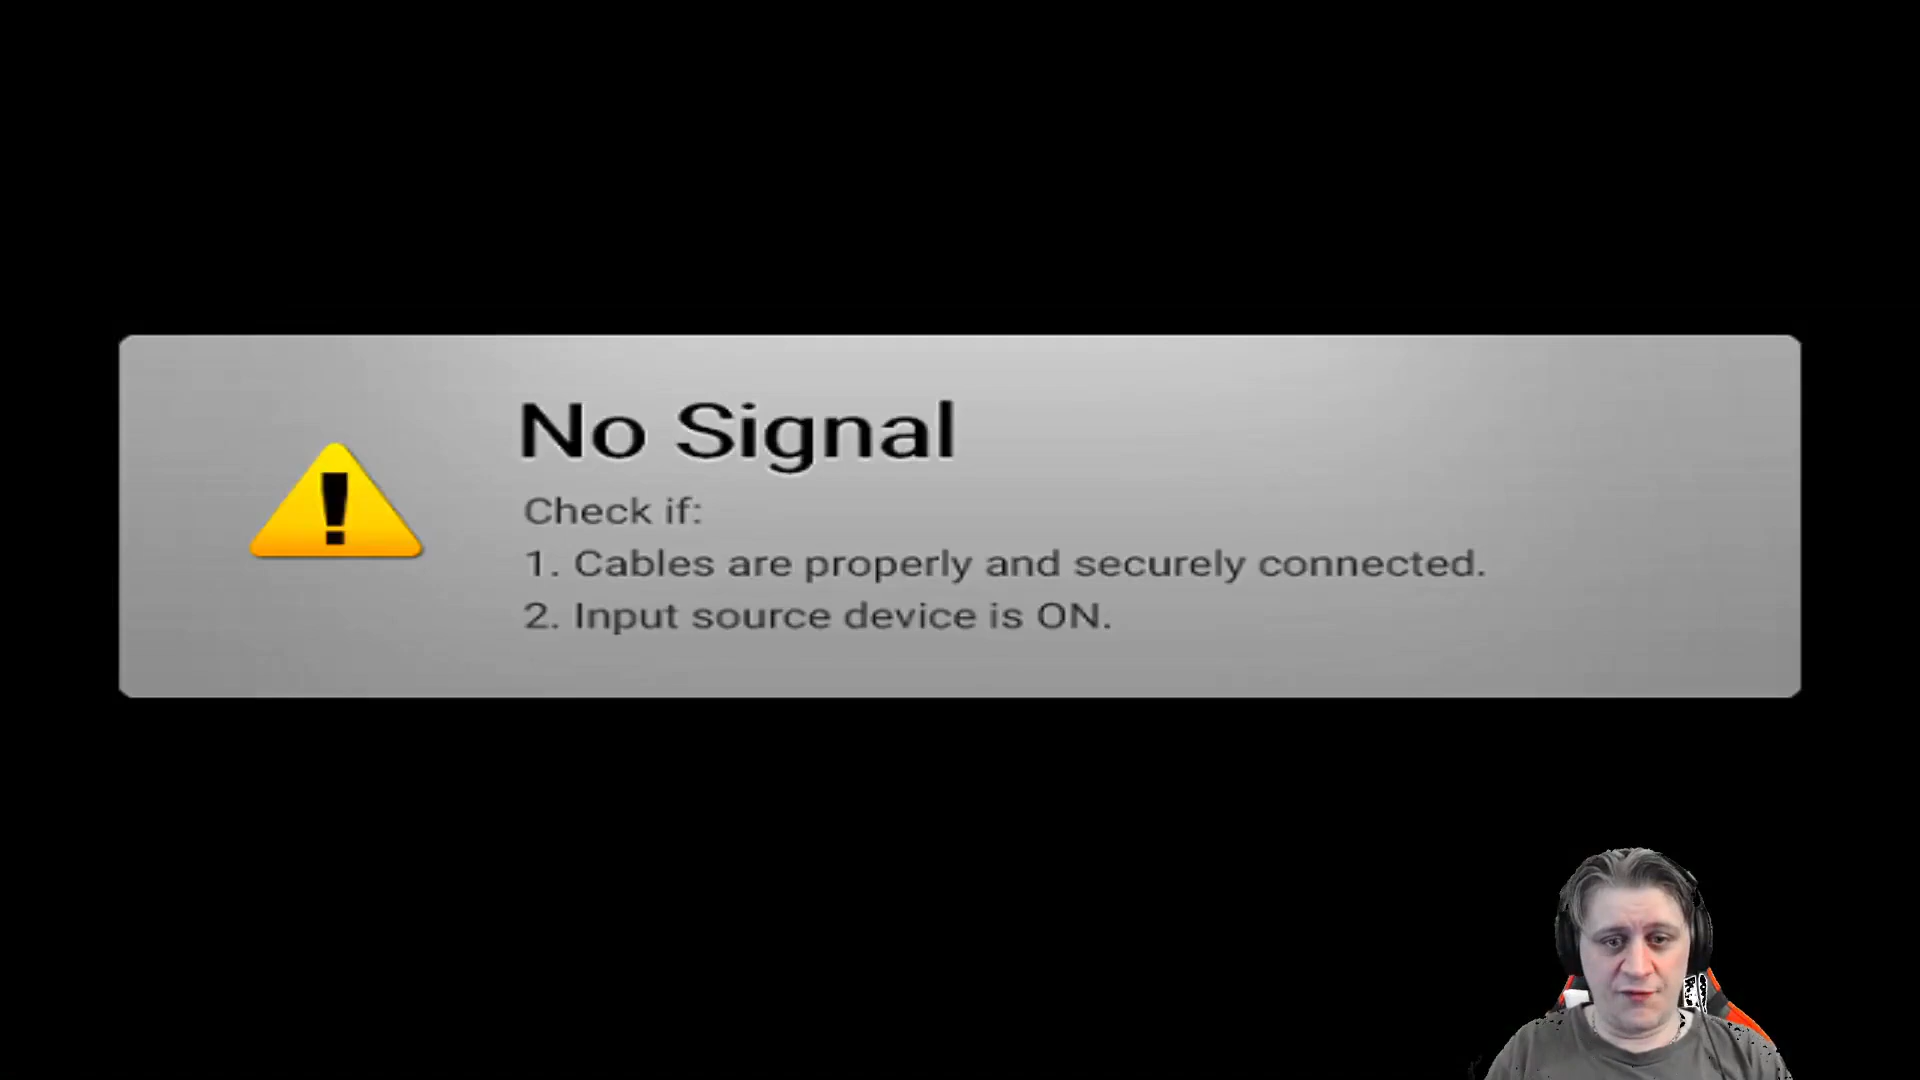 No Signal
Check if:
1. Cables are properly and securely connected.
2. Input source device is ON.